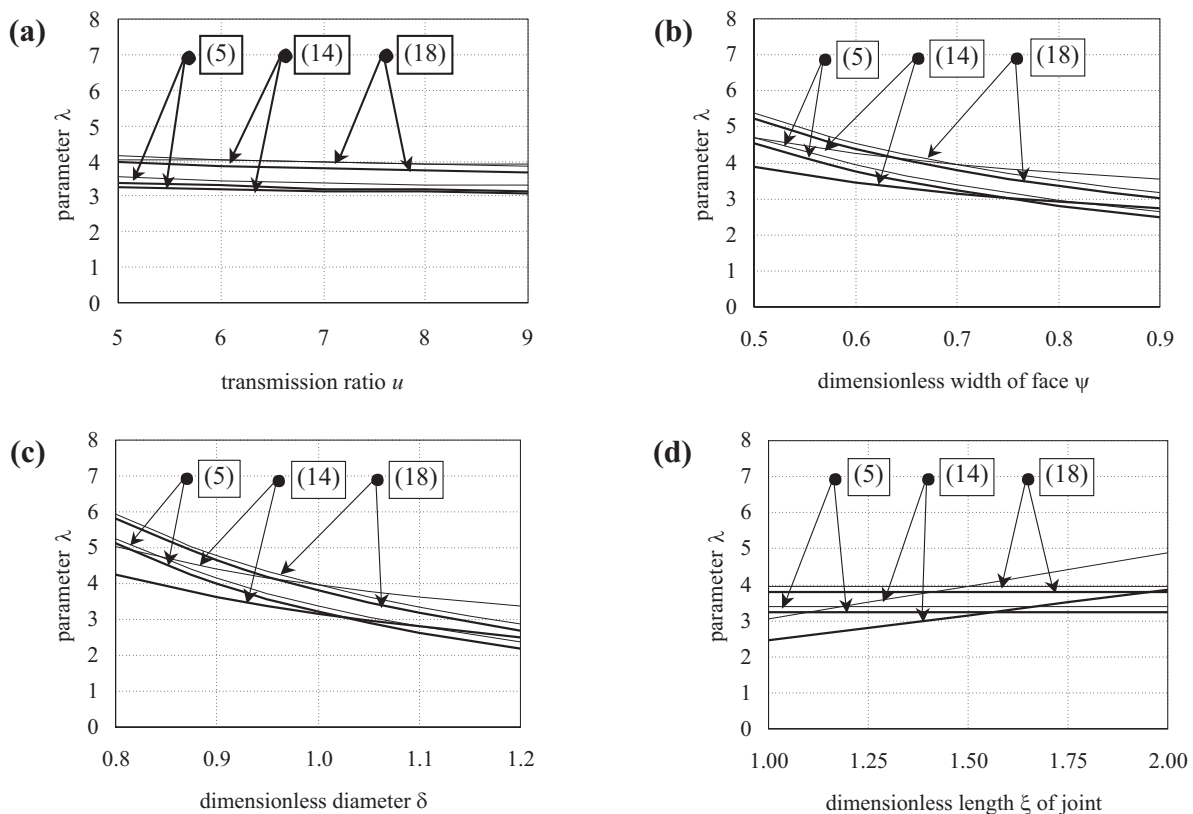 (a)
8
7
6
5
4
3
2
1
0
parameter λ
(5) (14) (18)
5 6 7 8 9
transmission ratio u
(b)
8
7
6
5
4
3
2
1
0
parameter λ
(5) (14) (18)
0.5 0.6 0.7 0.8 0.9
dimensionless width of face ψ
(c)
8
7
6
5
4
3
2
1
0
parameter λ
(5) (14) (18)
0.8 0.9 1.0 1.1 1.2
dimensionless diameter δ
(d)
8
7
6
5
4
3
2
1
0
parameter λ
(5) (14) (18)
1.00 1.25 1.50 1.75 2.00
dimensionless length ξ of joint